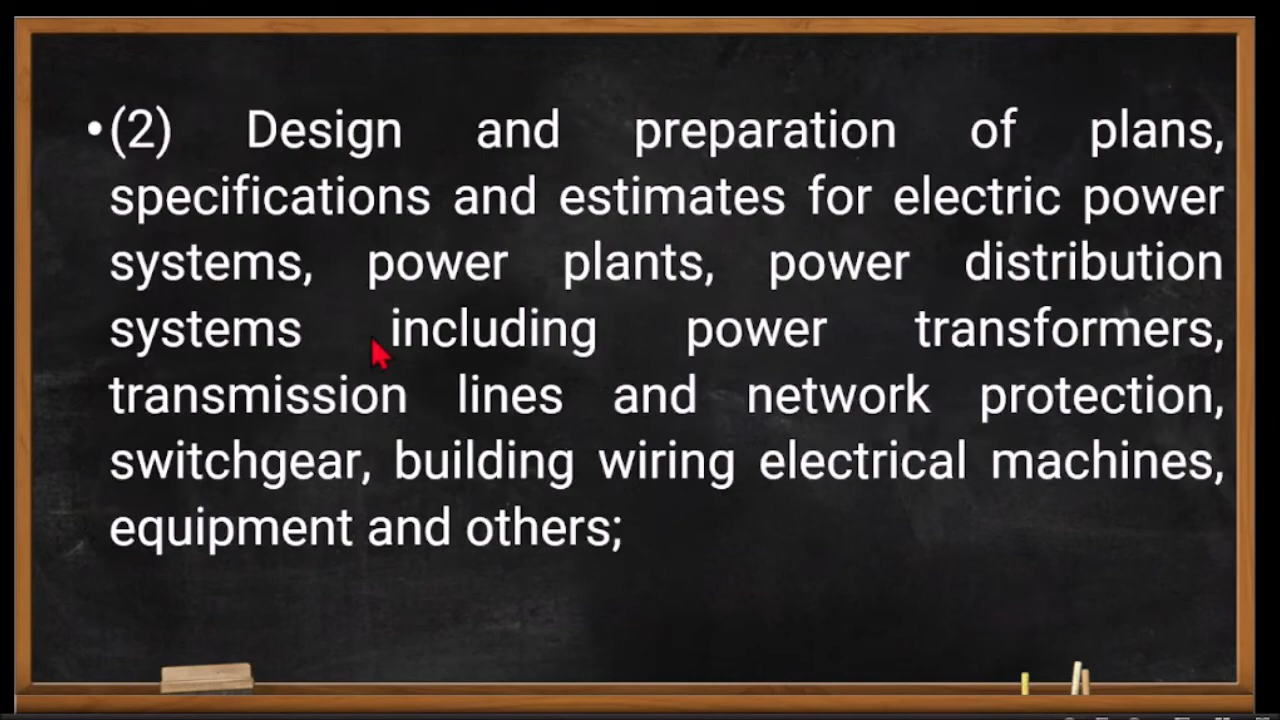 •(2) Design and preparation of plans,
specifications and estimates for electric power
systems, power plants, power distribution
systems including power transformers,
transmission lines and network protection,
switchgear, building wiring electrical machines,
equipment and others;